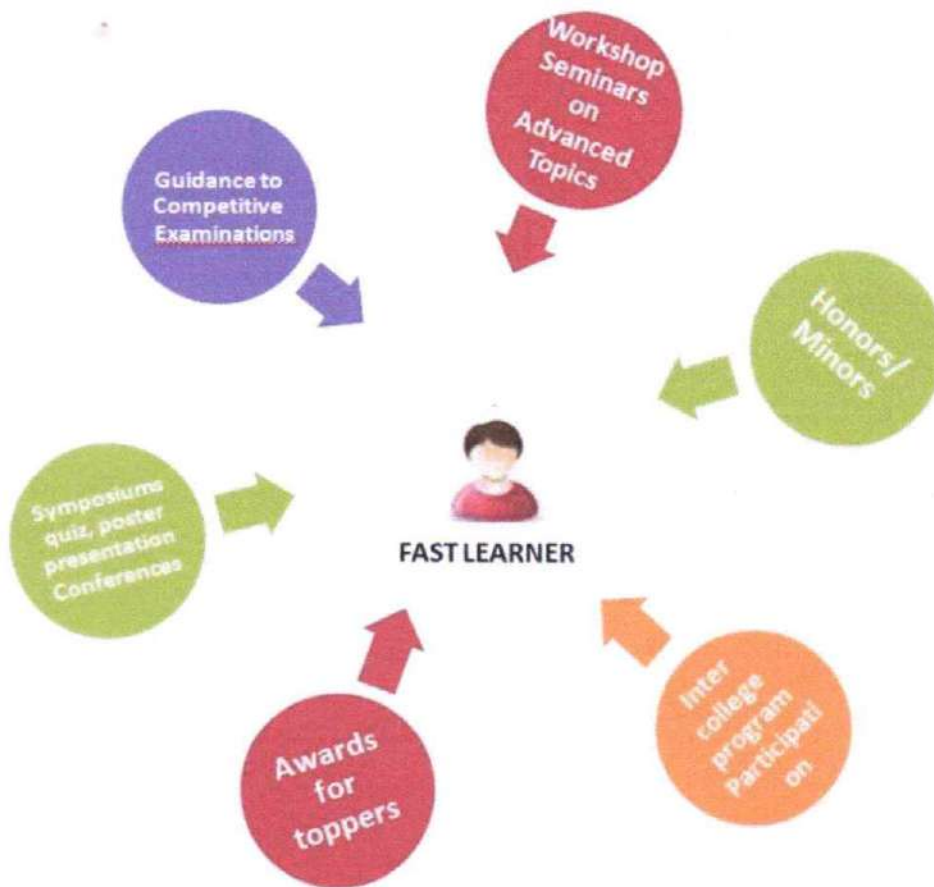 Workshop
Seminars
on
Advanced
Topics
Guidance to
Competitive
Examinations
Honors/
Minors
Symposiums
quiz, poster
presentation
Conferences
FAST LEARNER
Inter
college
program
Participati
on
Awards
for
toppers